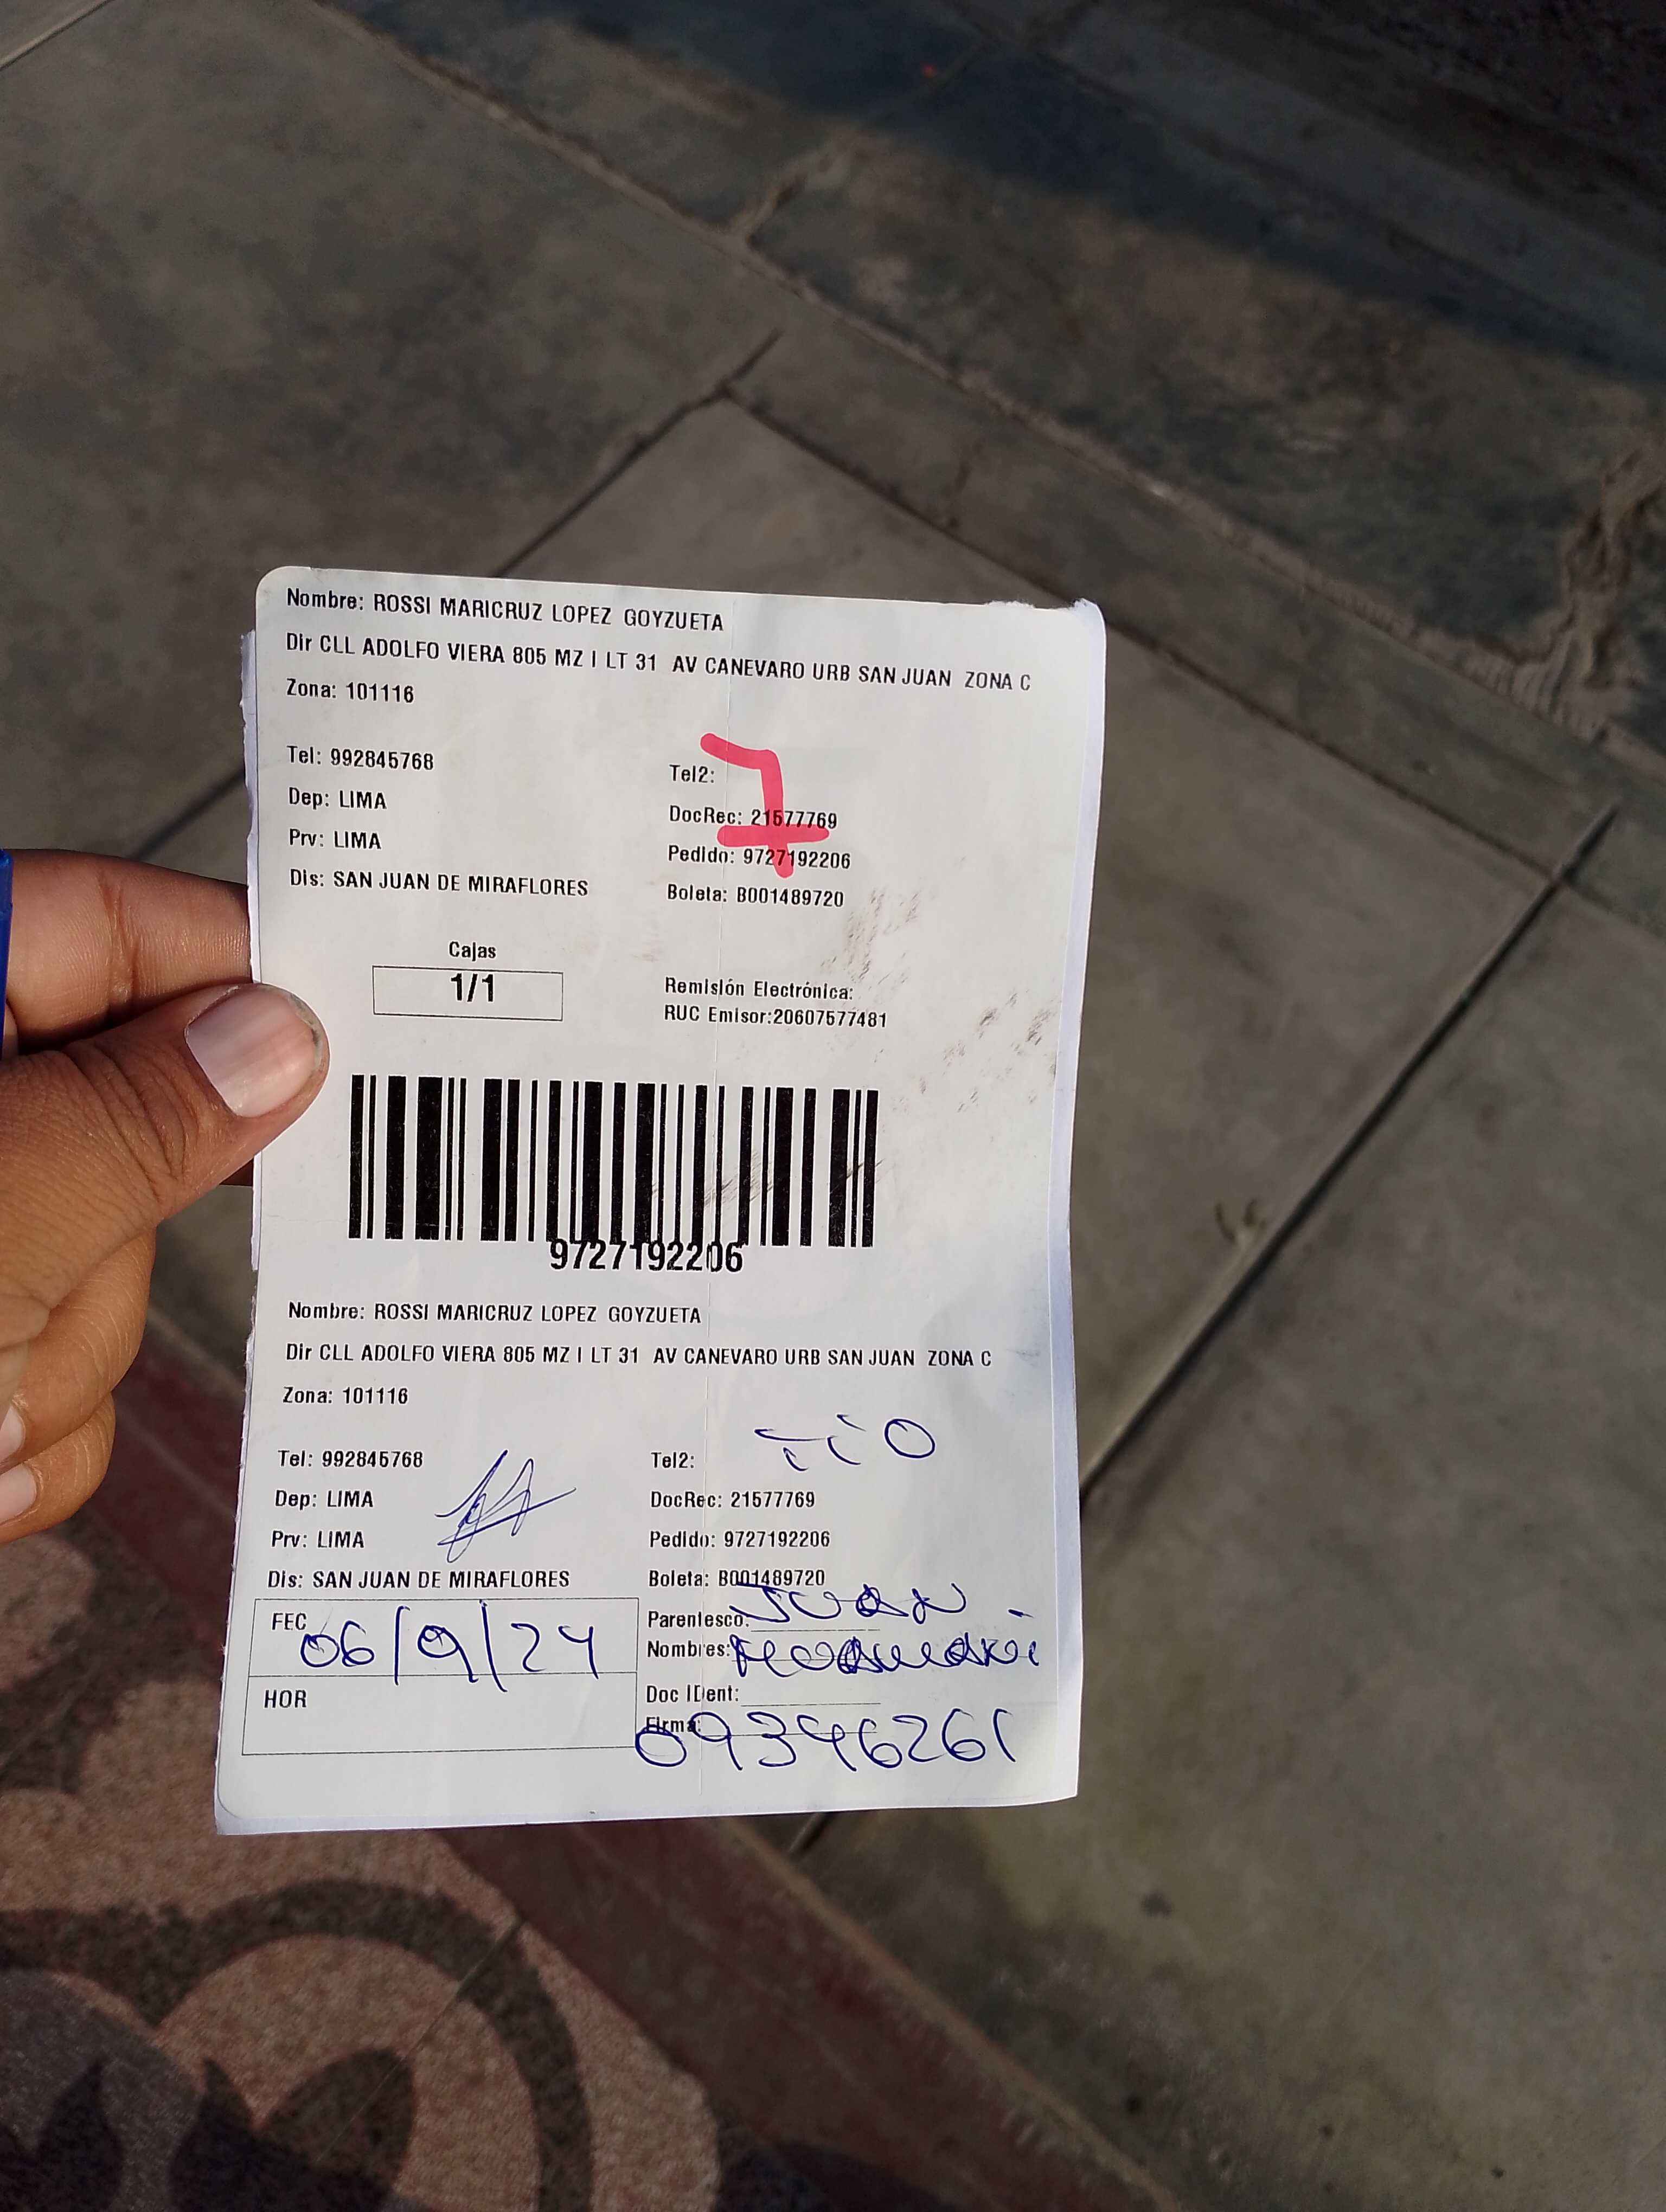 Nombre: ROSSI MARICRUZ LOPEZ GOYZUETA
Dir CLL ADOLFO VIERA 805 MZ I LT 31 AV CANEVARO URB SAN JUAN ZONA C
Zona: 101116
7
Tel: 992845768 Tel2:
Dep: LIMA DocRec: 21577769
Prv: LIMA Pedido: 9727192206
Dis: SAN JUAN DE MIRAFLORES Boleta: B001489720
Cajas
1/1
Remisión Electrónica:
RUC Emisor:20607577481
9727192206
Nombre: ROSSI MARICRUZ LOPEZ GOYZUETA
Dir CLL ADOLFO VIERA 805 MZ I LT 31 AV CANEVARO URB SAN JUAN ZONA C
Zona: 101116
Tel: 992845768 Tel2: Tio
Dep: LIMA DocRec: 21577769
Prv: LIMA Pedido: 9727192206
Dis: SAN JUAN DE MIRAFLORES Boleta: B001489720
FEC 06/9/24
HOR
Parentesco: Juan
Nombres:
Doc IDent:
Firma: 09346261